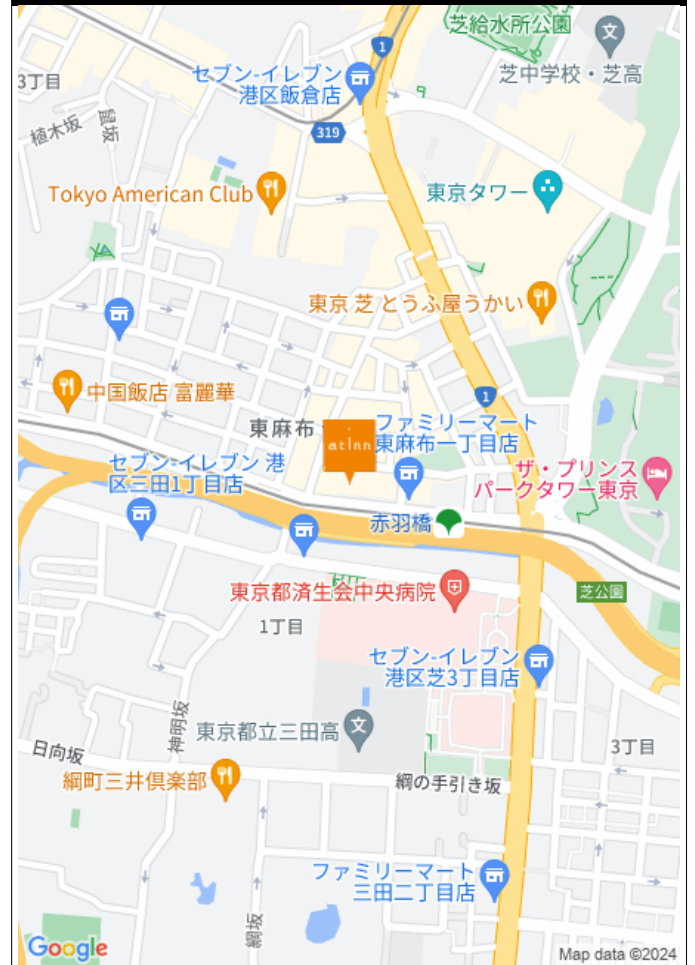 芝給水所公園
1
セブン-イレブン
港区飯倉店
芝中学校・芝高
3丁目
鼠坂
植木坂
319
Tokyo American Club
東京タワー
東京 芝 とうふ屋うかい
中国飯店 富麗華
1
東麻布
atInn
ファミリーマート
東麻布一丁目店
セブン-イレブン 港
区三田1丁目店
ザ・プリンス
パークタワー東京
赤羽橋
東京都済生会中央病院
芝公園
1丁目
セブン-イレブン
港区芝3丁目店
神明坂
東京都立三田高
日向坂
3丁目
綱町三井倶楽部
綱の手引き坂
ファミリーマート
三田二丁目店
綱坂
Google
Map data ©2024